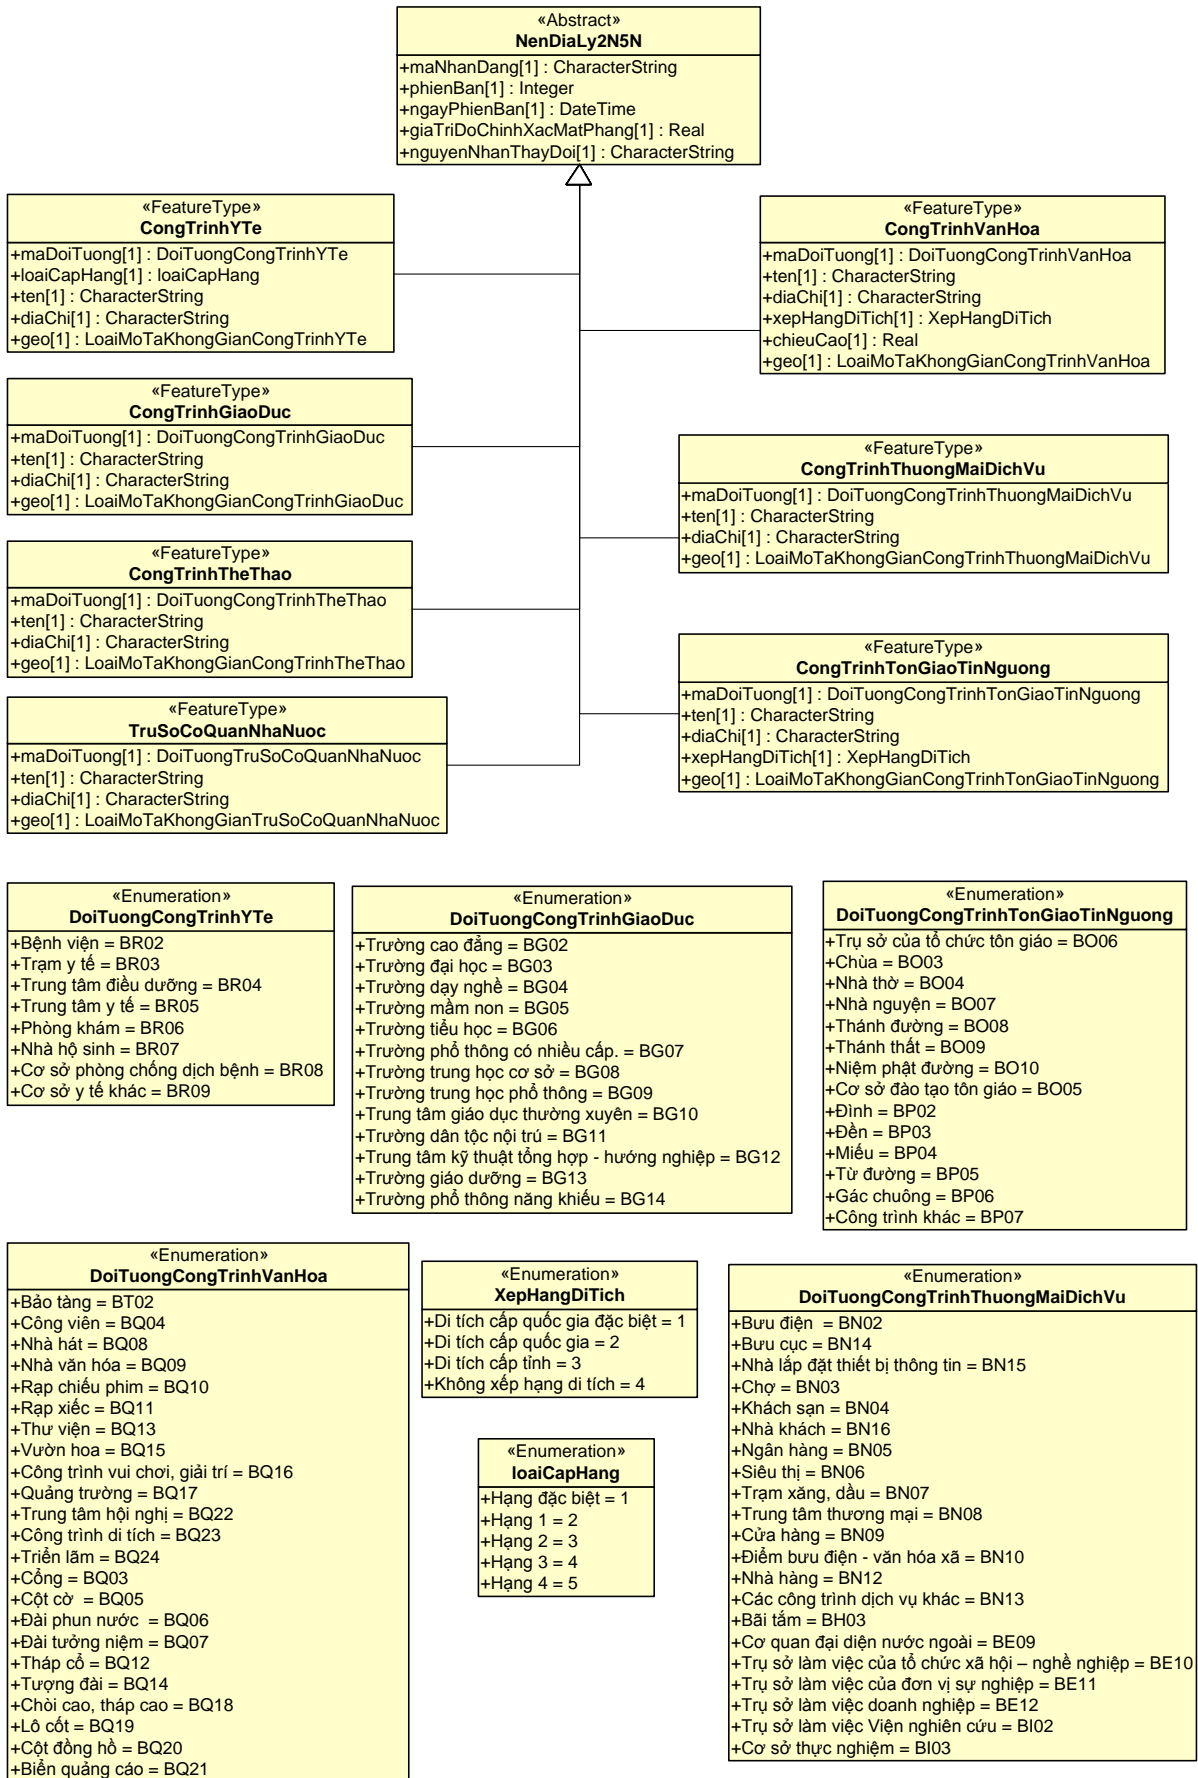 «Abstract»
NenDiaLy2N5N
+maNhanDang[1] : CharacterString
+phienBan[1] : Integer
+ngayPhienBan[1] : DateTime
+giaTriDoChinhXacMatPhang[1] : Real
+nguyenNhanThayDoi[1] : CharacterString
«FeatureType»
CongTrinhYTe
+maDoiTuong[1] : DoiTuongCongTrinhYTe
+loaiCapHang[1] : loaiCapHang
+ten[1] : CharacterString
+diaChi[1] : CharacterString
+geo[1] : LoaiMoTaKhongGianCongTrinhYTe
«FeatureType»
CongTrinhVanHoa
+maDoiTuong[1] : DoiTuongCongTrinhVanHoa
+ten[1] : CharacterString
+diaChi[1] : CharacterString
+xepHangDiTich[1] : XepHangDiTich
+chieuCao[1] : Real
+geo[1] : LoaiMoTaKhongGianCongTrinhVanHoa
«FeatureType»
CongTrinhGiaoDuc
+maDoiTuong[1] : DoiTuongCongTrinhGiaoDuc
+ten[1] : CharacterString
+diaChi[1] : CharacterString
+geo[1] : LoaiMoTaKhongGianCongTrinhGiaoDuc
«FeatureType»
CongTrinhThuongMaiDichVu
+maDoiTuong[1] : DoiTuongCongTrinhThuongMaiDichVu
+ten[1] : CharacterString
+diaChi[1] : CharacterString
+geo[1] : LoaiMoTaKhongGianCongTrinhThuongMaiDichVu
«FeatureType»
CongTrinhTheThao
+maDoiTuong[1] : DoiTuongCongTrinhTheThao
+ten[1] : CharacterString
+diaChi[1] : CharacterString
+geo[1] : LoaiMoTaKhongGianCongTrinhTheThao
«FeatureType»
CongTrinhTonGiaoTinNguong
+maDoiTuong[1] : DoiTuongCongTrinhTonGiaoTinNguong
+ten[1] : CharacterString
+diaChi[1] : CharacterString
+xepHangDiTich[1] : XepHangDiTich
+geo[1] : LoaiMoTaKhongGianCongTrinhTonGiaoTinNguong
«FeatureType»
TruSoCoQuanNhaNuoc
+maDoiTuong[1] : DoiTuongTruSoCoQuanNhaNuoc
+ten[1] : CharacterString
+diaChi[1] : CharacterString
+geo[1] : LoaiMoTaKhongGianTruSoCoQuanNhaNuoc
«Enumeration»
DoiTuongCongTrinhYTe
+Bệnh viện = BR02
+Trạm y tế = BR03
+Trung tâm điều dưỡng = BR04
+Trung tâm y tế = BR05
+Phòng khám = BR06
+Nhà hộ sinh = BR07
+Cơ sở phòng chống dịch bệnh = BR08
+Cơ sở y tế khác = BR09
«Enumeration»
DoiTuongCongTrinhGiaoDuc
+Trường cao đẳng = BG02
+Trường đại học = BG03
+Trường dạy nghề = BG04
+Trường mầm non = BG05
+Trường tiểu học = BG06
+Trường phổ thông có nhiều cấp. = BG07
+Trường trung học cơ sở = BG08
+Trường trung học phổ thông = BG09
+Trung tâm giáo dục thường xuyên = BG10
+Trường dân tộc nội trú = BG11
+Trung tâm kỹ thuật tổng hợp - hướng nghiệp = BG12
+Trường giáo dưỡng = BG13
+Trường phổ thông năng khiếu = BG14
«Enumeration»
DoiTuongCongTrinhTonGiaoTinNguong
+Trụ sở của tổ chức tôn giáo = BO06
+Chùa = BO03
+Nhà thờ = BO04
+Nhà nguyện = BO07
+Thánh đường = BO08
+Thánh thất = BO09
+Niệm phật đường = BO10
+Cơ sở đào tạo tôn giáo = BO05
+Đình = BP02
+Đền = BP03
+Miếu = BP04
+Từ đường = BP05
+Gác chuông = BP06
+Công trình khác = BP07
«Enumeration»
DoiTuongCongTrinhVanHoa
+Bảo tàng = BT02
+Công viên = BQ04
+Nhà hát = BQ08
+Nhà văn hóa = BQ09
+Rạp chiếu phim = BQ10
+Rạp xiếc = BQ11
+Thư viện = BQ13
+Vườn hoa = BQ15
+Công trình vui chơi, giải trí = BQ16
+Quảng trường = BQ17
+Trung tâm hội nghị = BQ22
+Công trình di tích = BQ23
+Triển lãm = BQ24
+Cổng = BQ03
+Cột cờ = BQ05
+Đài phun nước = BQ06
+Đài tưởng niệm = BQ07
+Tháp cổ = BQ12
+Tượng đài = BQ14
+Chòi cao, tháp cao = BQ18
+Lô cốt = BQ19
+Cột đồng hồ = BQ20
+Biển quảng cáo = BQ21
«Enumeration»
XepHangDiTich
+Di tích cấp quốc gia đặc biệt = 1
+Di tích cấp quốc gia = 2
+Di tích cấp tỉnh = 3
+Không xếp hạng di tích = 4
«Enumeration»
loaiCapHang
+Hạng đặc biệt = 1
+Hạng 1 = 2
+Hạng 2 = 3
+Hạng 3 = 4
+Hạng 4 = 5
«Enumeration»
DoiTuongCongTrinhThuongMaiDichVu
+Bưu điện = BN02
+Bưu cục = BN14
+Nhà lắp đặt thiết bị thông tin = BN15
+Chợ = BN03
+Khách sạn = BN04
+Nhà khách = BN16
+Ngân hàng = BN05
+Siêu thị = BN06
+Trạm xăng, dầu = BN07
+Trung tâm thương mại = BN08
+Cửa hàng = BN09
+Điểm bưu điện - văn hóa xã = BN10
+Nhà hàng = BN12
+Các công trình dịch vụ khác = BN13
+Bãi tắm = BH03
+Cơ quan đại diện nước ngoài = BE09
+Trụ sở làm việc của tổ chức xã hội – nghề nghiệp = BE10
+Trụ sở làm việc của đơn vị sự nghiệp = BE11
+Trụ sở làm việc doanh nghiệp = BE12
+Trụ sở làm việc Viện nghiên cứu = BI02
+Cơ sở thực nghiệm = BI03